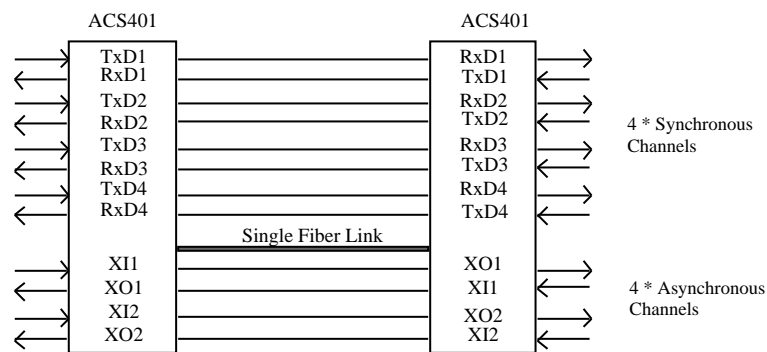 ACS401 ACS401
TxD1 RxD1
RxD1 TxD1
TxD2 RxD2
RxD2 TxD2
TxD3 RxD3
RxD3 TxD3
TxD4 RxD4
RxD4 TxD4
4 * Synchronous
Channels
Single Fiber Link
XI1 XO1
XO1 XI1
XI2 XO2
XO2 XI2
4 * Asynchronous
Channels